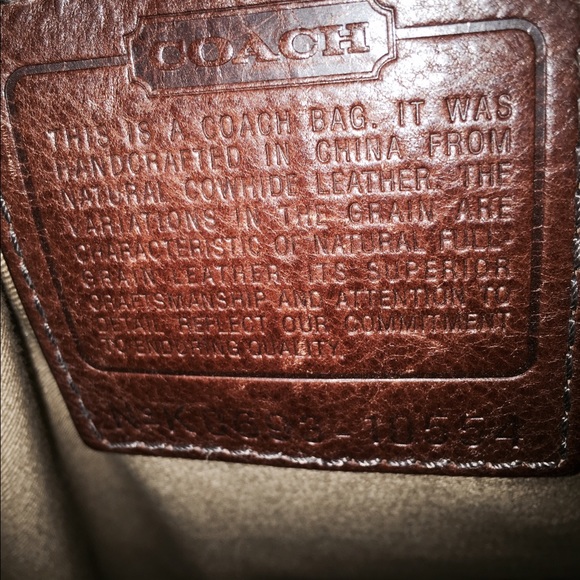 COACH
THIS IS A COACH BAG. IT WAS
HANDCRAFTED IN CHINA FROM
NATURAL COWHIDE LEATHER. THE
VARIATIONS IN THE GRAIN ARE
CHARACTERISTIC OF NATURAL FULL-
GRAIN LEATHER. ITS SUPERIOR
CRAFTSMANSHIP AND ATTENTION TO
DETAIL REFLECT OUR COMMITMENT
TO ENDURING QUALITY.